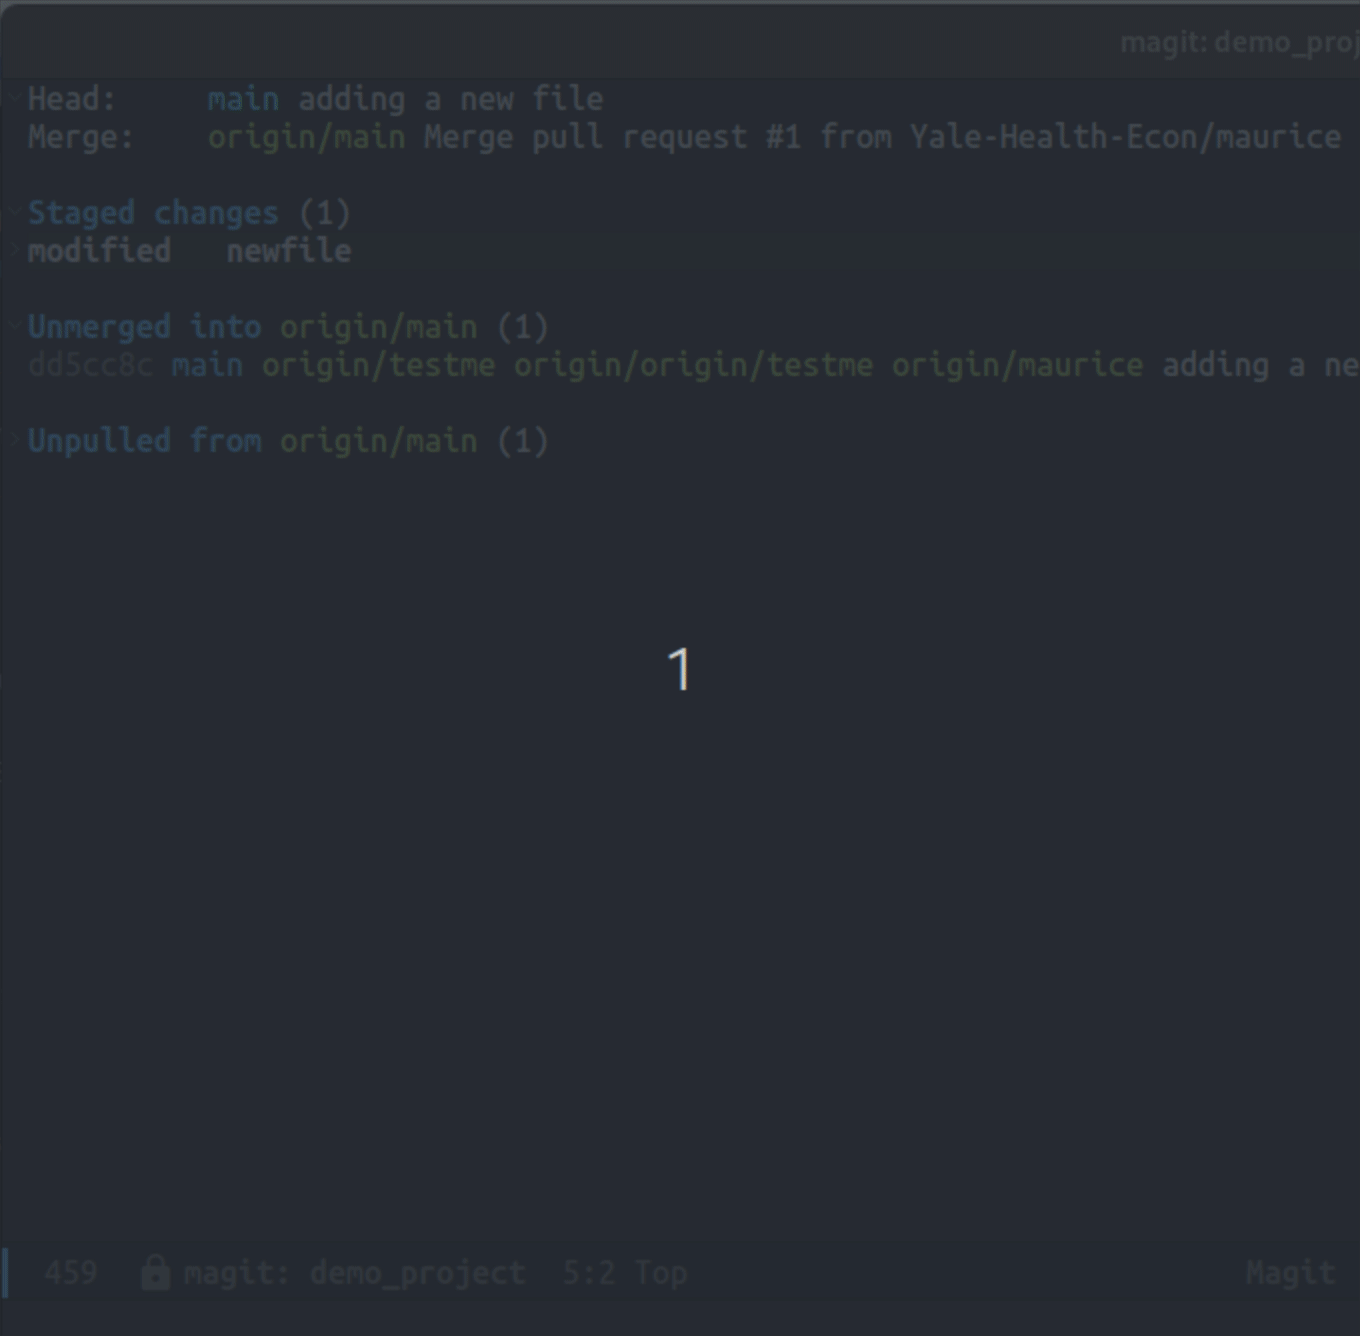 magit: demo_proj
Head:     main adding a new file
Merge:    origin/main Merge pull request #1 from Yale-Health-Econ/maurice
Staged changes (1)
modified   newfile
Unmerged into origin/main (1)
dd5cc8c main origin/testme origin/origin/testme origin/maurice adding a ne
Unpulled from origin/main (1)
1
459 magit: demo_project  5:2 Top Magit